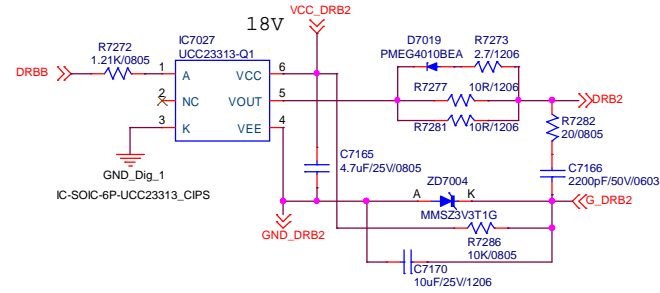 VCC_DRB2
18V
IC7027
UCC23313-Q1
R7272
1.21K/0805
DRBB
1
A
VCC
6
2
NC
VOUT
5
3
K
VEE
4
GND_Dig_1
IC-SOIC-6P-UCC23313_CIPS
C7165
4.7uF/25V/0805
GND_DRB2
D7019
PMEG4010BEA
R7273
2.7/1206
R7277
10R/1206
R7281
10R/1206
DRB2
R7282
20/0805
C7166
2200pF/50V/0603
ZD7004
A
K
MMSZ3V3T1G
G_DRB2
R7286
10K/0805
C7170
10uF/25V/1206